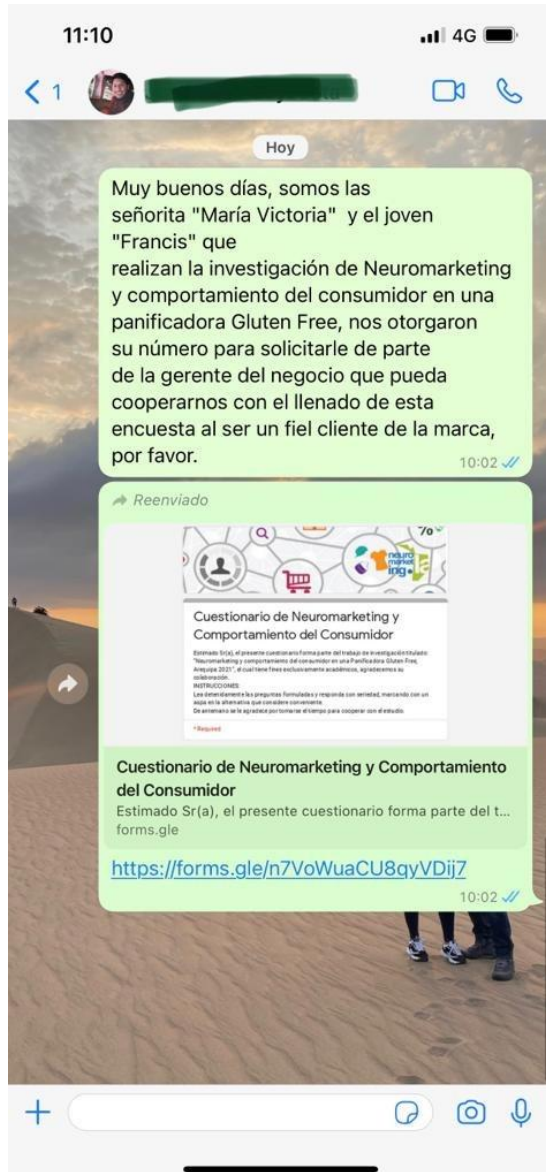 11:10
4G
1
Hoy
Muy buenos días, somos las
señorita "María Victoria" y el joven
"Francis" que
realizan la investigación de Neuromarketing
y comportamiento del consumidor en una
panificadora Gluten Free, nos otorgaron
su número para solicitarle de parte
de la gerente del negocio que pueda
cooperarnos con el llenado de esta
encuesta al ser un fiel cliente de la marca,
por favor.
10:02
Reenviado
neuro
market
ing
Cuestionario de Neuromarketing y
Comportamiento del Consumidor
Estimado Sr(a), el presente cuestionario forma parte del trabajo de investigación titulado:
"Neuromarketing y comportamiento del consumidor en una Panificadora Gluten Free,
Arequipa 2021", el cual tiene fines exclusivamente académicos, agradecemos su
colaboración.
INSTRUCCIONES:
Lea detenidamente las preguntas formuladas y responda con seriedad, marcando con un
aspa en la alternativa que considere conveniente.
De antemano se le agradece por tomarse el tiempo para cooperar con el estudio.
*Required
Cuestionario de Neuromarketing y Comportamiento
del Consumidor
Estimado Sr(a), el presente cuestionario forma parte del t...
forms.gle
https://forms.gle/n7VoWuaCU8qyVDij7
10:02